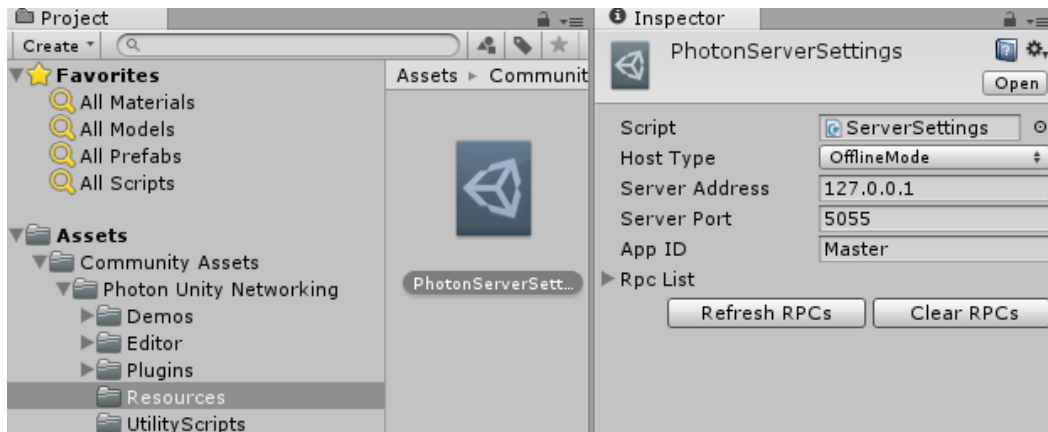 Project
Create
Favorites
All Materials
All Models
All Prefabs
All Scripts
Assets
Community Assets
Photon Unity Networking
Demos
Editor
Plugins
Resources
UtilityScripts
Assets ▸ Communit
PhotonServerSett...
Inspector
PhotonServerSettings
Open
Script ServerSettings
Host Type OfflineMode
Server Address 127.0.0.1
Server Port 5055
App ID Master
Rpc List
Refresh RPCs Clear RPCs